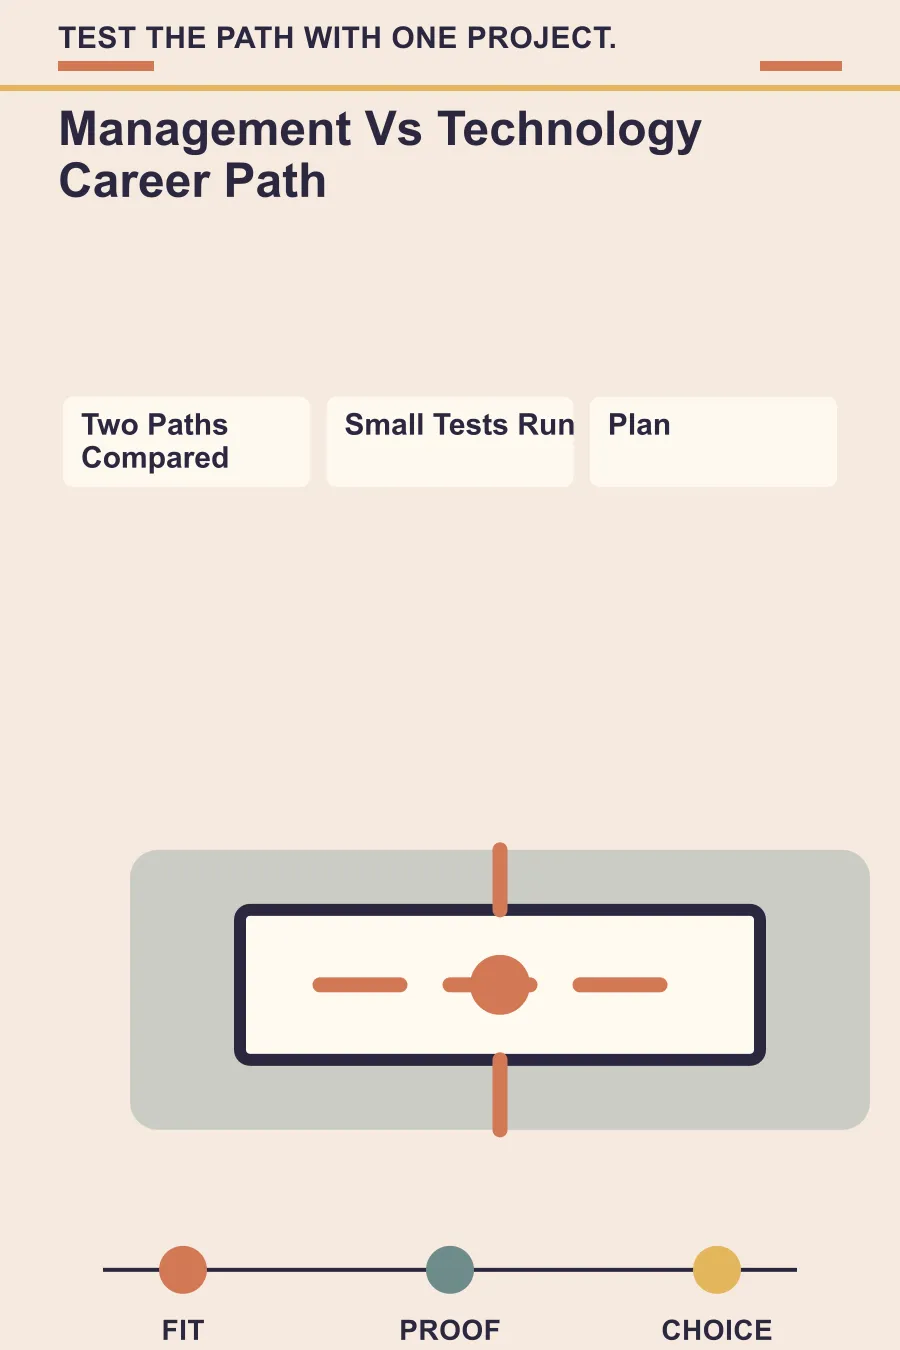 TEST THE PATH WITH ONE PROJECT.
Management Vs Technology
Career Path
Two Paths
Compared
Small Tests Run
Plan
FIT
PROOF
CHOICE